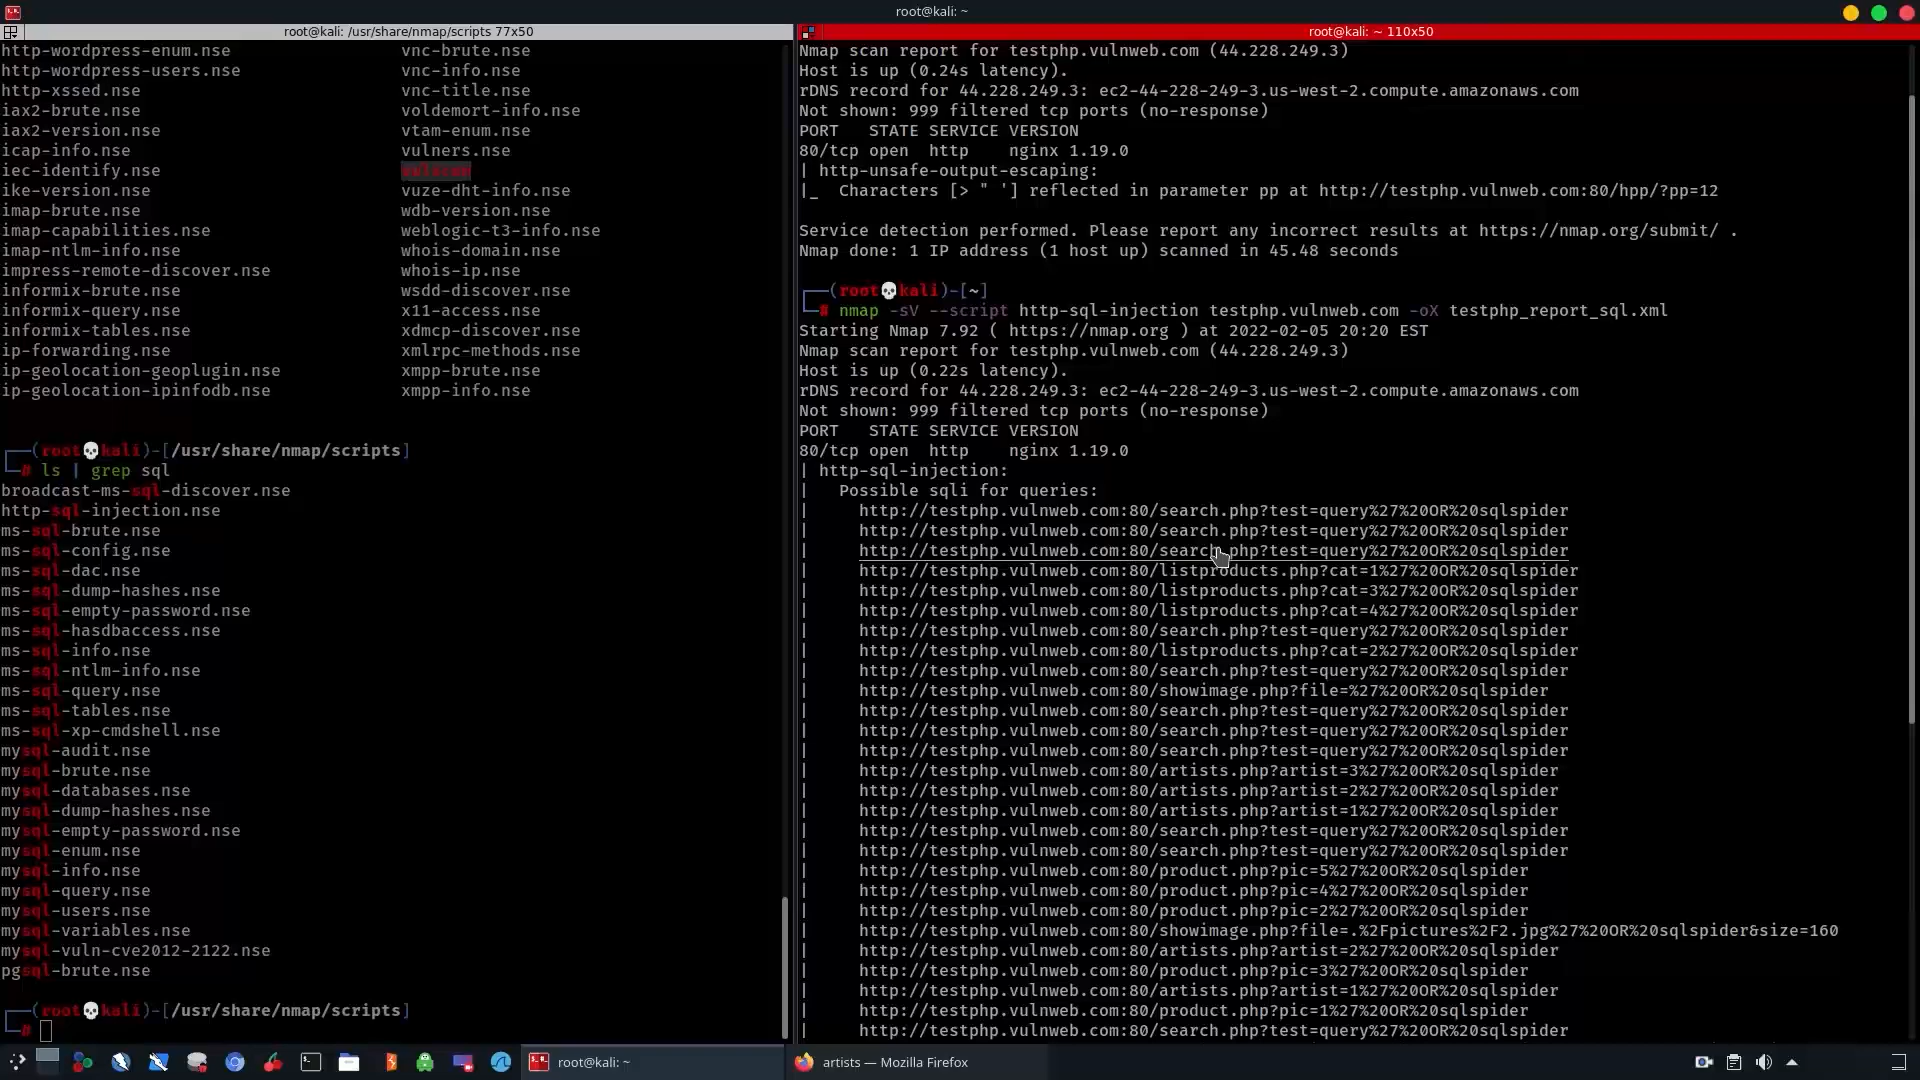 root@kali: ~
root@kali: /usr/share/nmap/scripts 77x50
http-wordpress-enum.nse vnc-brute.nse
http-wordpress-users.nse vnc-info.nse
http-xssed.nse vnc-title.nse
iax2-brute.nse voldemort-info.nse
iax2-version.nse vtam-enum.nse
icap-info.nse vulners.nse
iec-identify.nse vulscan
ike-version.nse vuze-dht-info.nse
imap-brute.nse wdb-version.nse
imap-capabilities.nse weblogic-t3-info.nse
imap-ntlm-info.nse whois-domain.nse
impress-remote-discover.nse whois-ip.nse
informix-brute.nse wsdd-discover.nse
informix-query.nse x11-access.nse
informix-tables.nse xdmcp-discover.nse
ip-forwarding.nse xmlrpc-methods.nse
ip-geolocation-geoplugin.nse xmpp-brute.nse
ip-geolocation-ipinfodb.nse xmpp-info.nse
┌──(root💀kali)-[/usr/share/nmap/scripts]
└─# ls | grep sql
broadcast-ms-sql-discover.nse
http-sql-injection.nse
ms-sql-brute.nse
ms-sql-config.nse
ms-sql-dac.nse
ms-sql-dump-hashes.nse
ms-sql-empty-password.nse
ms-sql-hasdbaccess.nse
ms-sql-info.nse
ms-sql-ntlm-info.nse
ms-sql-query.nse
ms-sql-tables.nse
ms-sql-xp-cmdshell.nse
mysql-audit.nse
mysql-brute.nse
mysql-databases.nse
mysql-dump-hashes.nse
mysql-empty-password.nse
mysql-enum.nse
mysql-info.nse
mysql-query.nse
mysql-users.nse
mysql-variables.nse
mysql-vuln-cve2012-2122.nse
pgsql-brute.nse
┌──(root💀kali)-[/usr/share/nmap/scripts]
└─#
root@kali: ~ 110x50
Nmap scan report for testphp.vulnweb.com (44.228.249.3)
Host is up (0.24s latency).
rDNS record for 44.228.249.3: ec2-44-228-249-3.us-west-2.compute.amazonaws.com
Not shown: 999 filtered tcp ports (no-response)
PORT   STATE SERVICE VERSION
80/tcp open  http    nginx 1.19.0
| http-unsafe-output-escaping:
|_  Characters [> " '] reflected in parameter pp at http://testphp.vulnweb.com:80/hpp/?pp=12
Service detection performed. Please report any incorrect results at https://nmap.org/submit/ .
Nmap done: 1 IP address (1 host up) scanned in 45.48 seconds
┌──(root💀kali)-[~]
└─# nmap -sV --script http-sql-injection testphp.vulnweb.com -oX testphp_report_sql.xml
Starting Nmap 7.92 ( https://nmap.org ) at 2022-02-05 20:20 EST
Nmap scan report for testphp.vulnweb.com (44.228.249.3)
Host is up (0.22s latency).
rDNS record for 44.228.249.3: ec2-44-228-249-3.us-west-2.compute.amazonaws.com
Not shown: 999 filtered tcp ports (no-response)
PORT   STATE SERVICE VERSION
80/tcp open  http    nginx 1.19.0
| http-sql-injection:
|   Possible sqli for queries:
|     http://testphp.vulnweb.com:80/search.php?test=query%27%20OR%20sqlspider
|     http://testphp.vulnweb.com:80/search.php?test=query%27%20OR%20sqlspider
|     http://testphp.vulnweb.com:80/search.php?test=query%27%20OR%20sqlspider
|     http://testphp.vulnweb.com:80/listproducts.php?cat=1%27%20OR%20sqlspider
|     http://testphp.vulnweb.com:80/listproducts.php?cat=3%27%20OR%20sqlspider
|     http://testphp.vulnweb.com:80/listproducts.php?cat=4%27%20OR%20sqlspider
|     http://testphp.vulnweb.com:80/search.php?test=query%27%20OR%20sqlspider
|     http://testphp.vulnweb.com:80/listproducts.php?cat=2%27%20OR%20sqlspider
|     http://testphp.vulnweb.com:80/search.php?test=query%27%20OR%20sqlspider
|     http://testphp.vulnweb.com:80/showimage.php?file=%27%20OR%20sqlspider
|     http://testphp.vulnweb.com:80/search.php?test=query%27%20OR%20sqlspider
|     http://testphp.vulnweb.com:80/search.php?test=query%27%20OR%20sqlspider
|     http://testphp.vulnweb.com:80/search.php?test=query%27%20OR%20sqlspider
|     http://testphp.vulnweb.com:80/artists.php?artist=3%27%20OR%20sqlspider
|     http://testphp.vulnweb.com:80/artists.php?artist=2%27%20OR%20sqlspider
|     http://testphp.vulnweb.com:80/artists.php?artist=1%27%20OR%20sqlspider
|     http://testphp.vulnweb.com:80/search.php?test=query%27%20OR%20sqlspider
|     http://testphp.vulnweb.com:80/search.php?test=query%27%20OR%20sqlspider
|     http://testphp.vulnweb.com:80/product.php?pic=5%27%20OR%20sqlspider
|     http://testphp.vulnweb.com:80/product.php?pic=4%27%20OR%20sqlspider
|     http://testphp.vulnweb.com:80/product.php?pic=2%27%20OR%20sqlspider
|     http://testphp.vulnweb.com:80/showimage.php?file=.%2Fpictures%2F2.jpg%27%20OR%20sqlspider&size=160
|     http://testphp.vulnweb.com:80/artists.php?artist=2%27%20OR%20sqlspider
|     http://testphp.vulnweb.com:80/product.php?pic=3%27%20OR%20sqlspider
|     http://testphp.vulnweb.com:80/artists.php?artist=1%27%20OR%20sqlspider
|     http://testphp.vulnweb.com:80/product.php?pic=1%27%20OR%20sqlspider
|     http://testphp.vulnweb.com:80/search.php?test=query%27%20OR%20sqlspider
root@kali: ~
artists — Mozilla Firefox